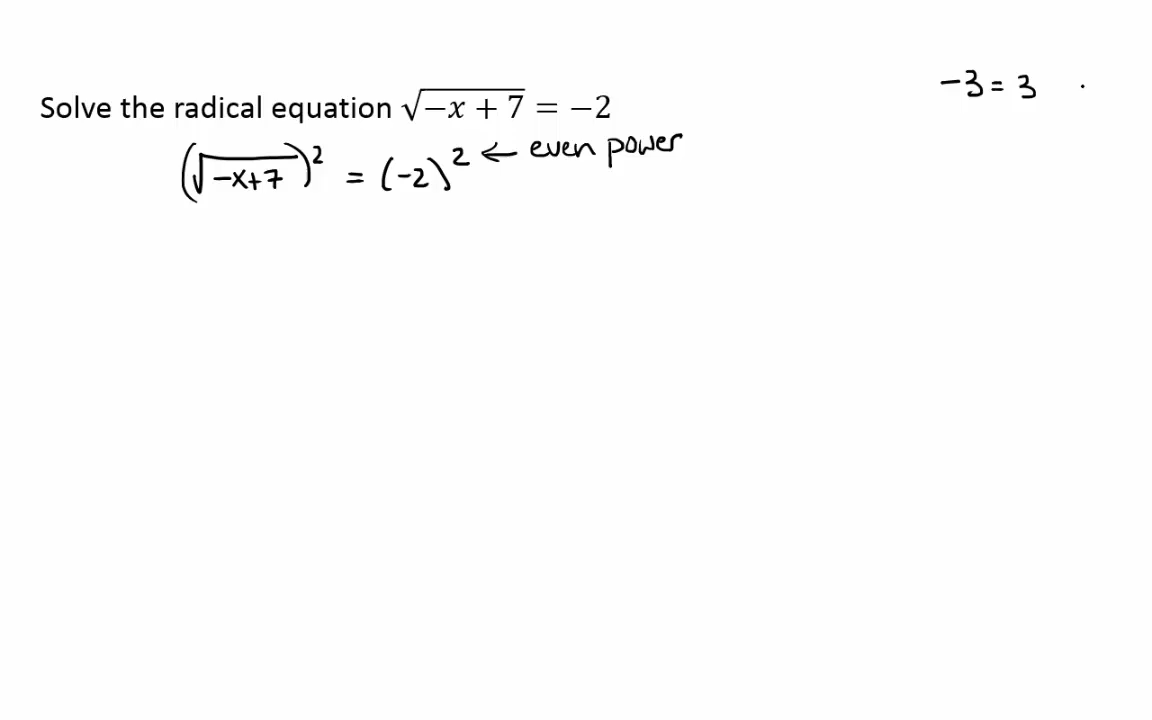 -3 = 3
Solve the radical equation √(−x + 7) = −2
(√(-x+7))² = (-2)² ← even power